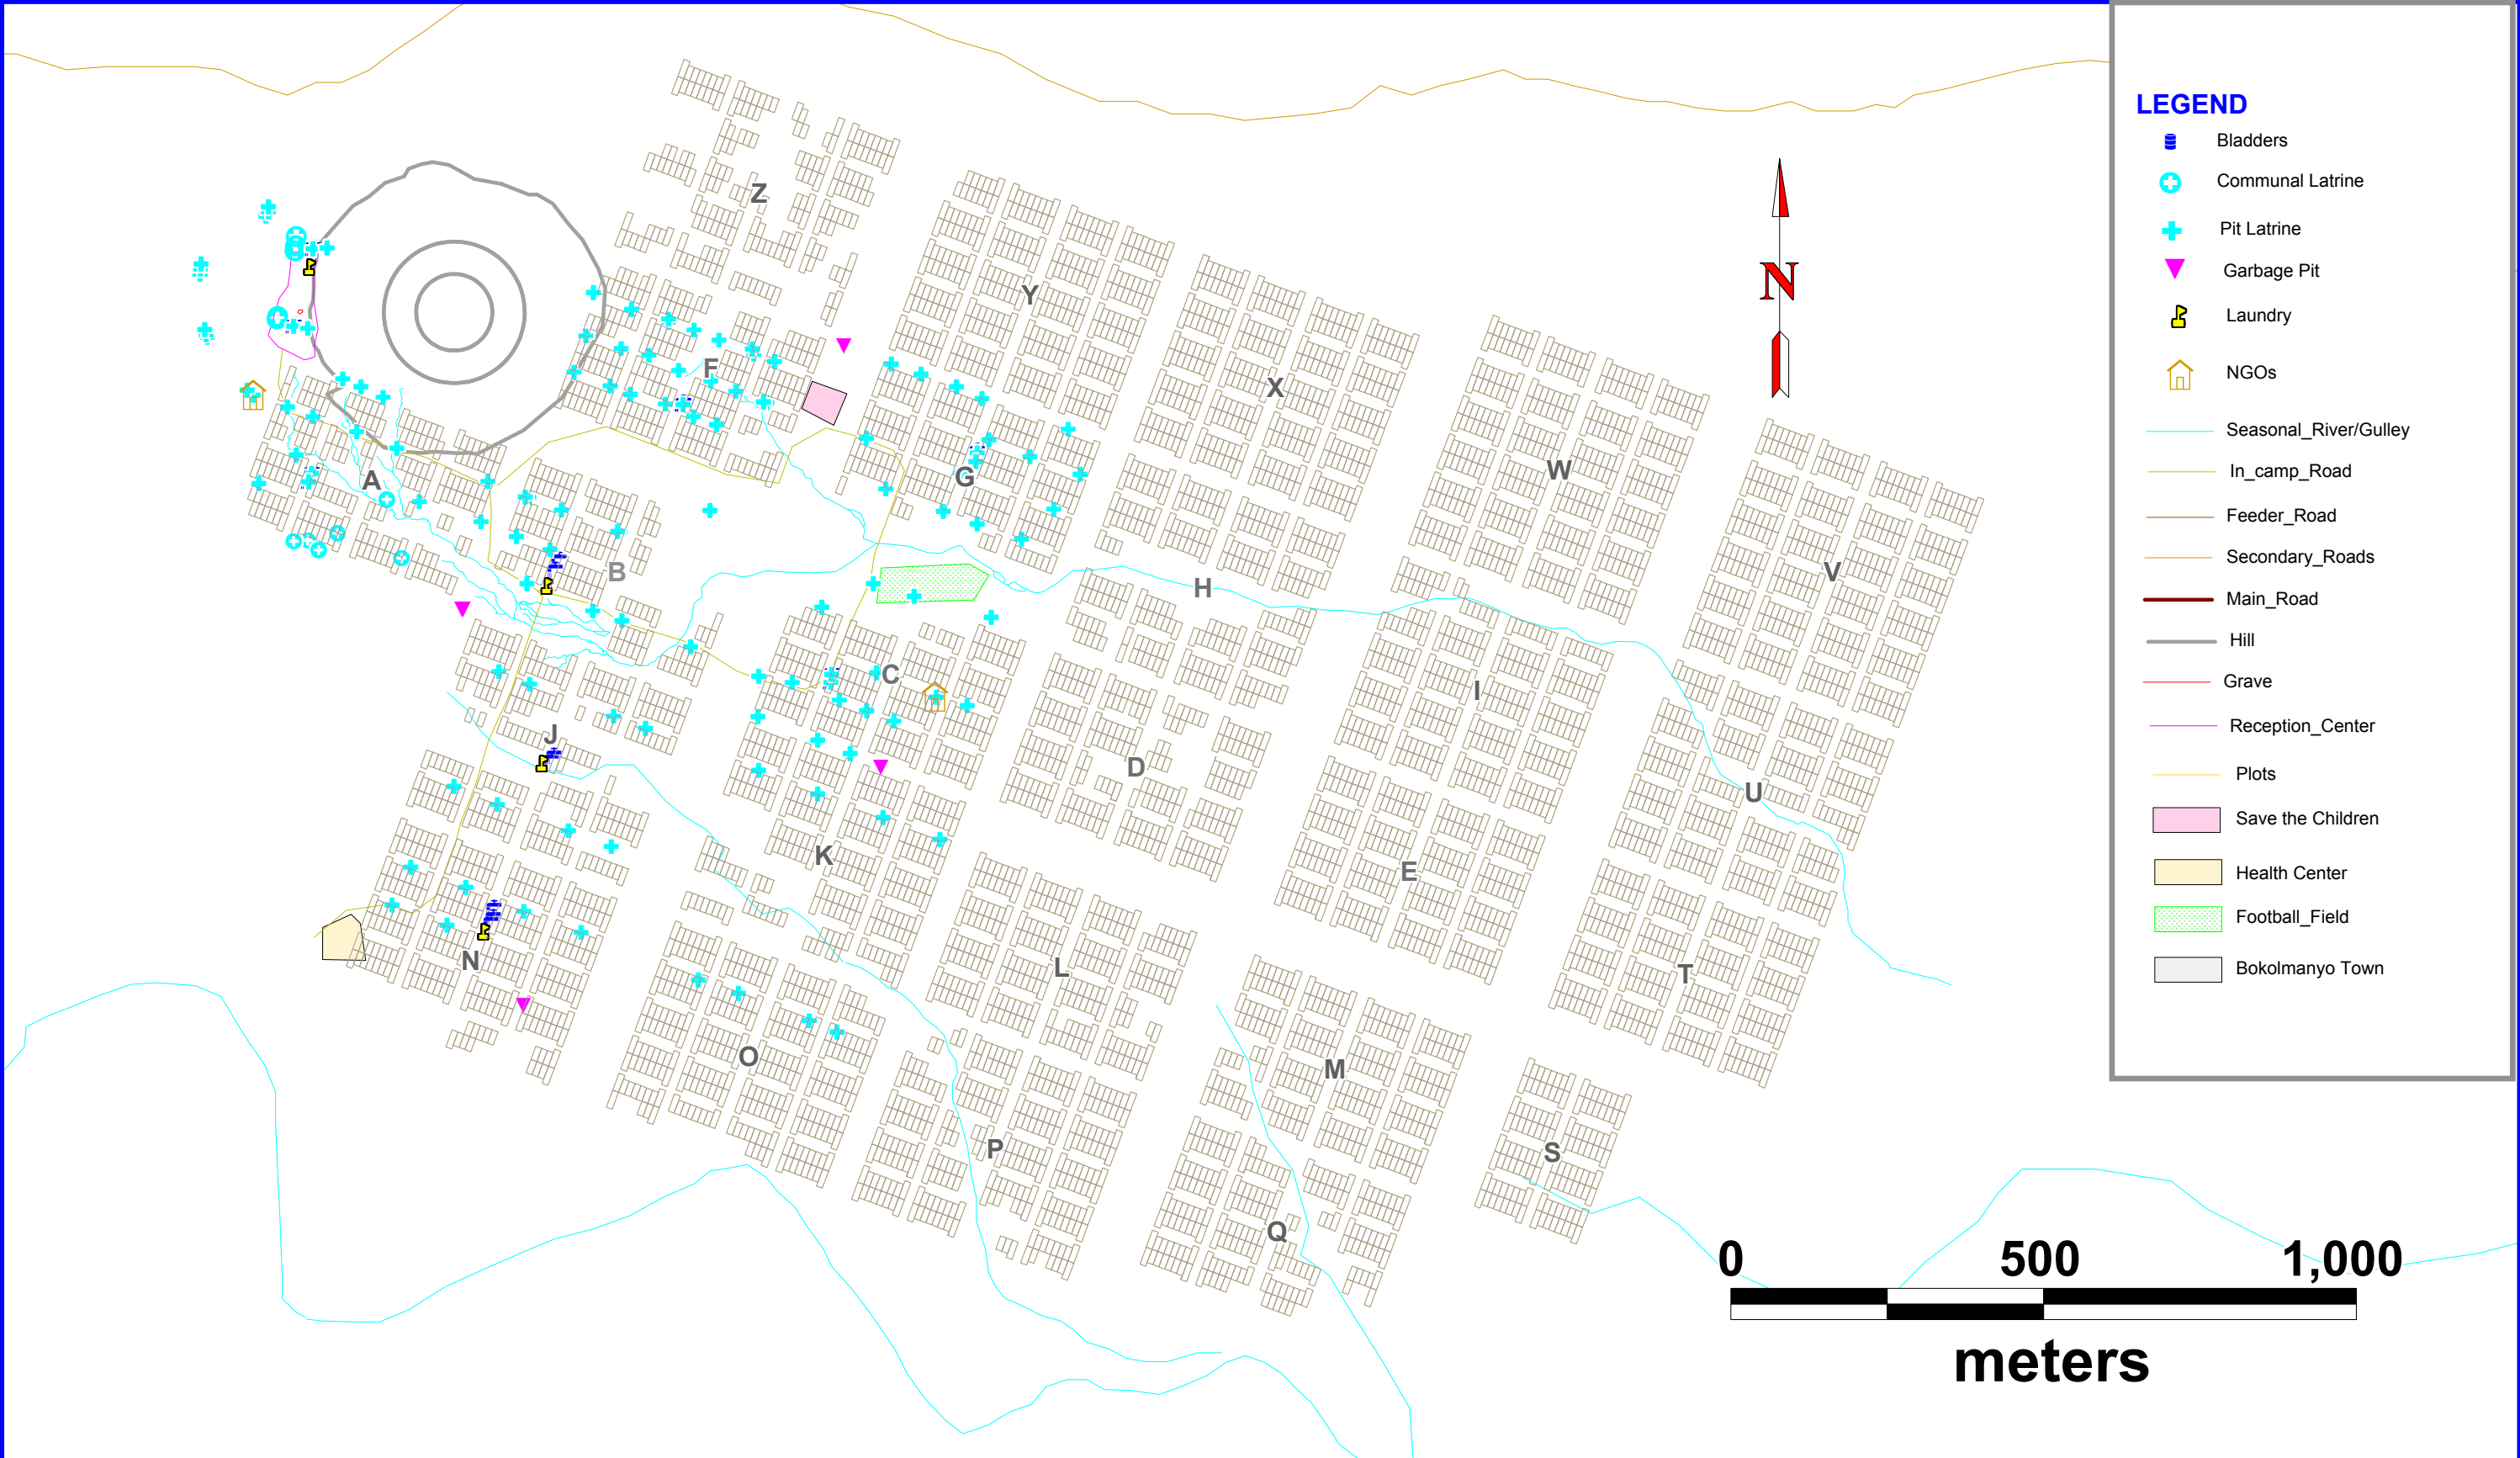 LEGEND
Bladders
Communal Latrine
Pit Latrine
Garbage Pit
Laundry
NGOs
Seasonal_River/Gulley
In_camp_Road
Feeder_Road
Secondary_Roads
Main_Road
Hill
Grave
Reception_Center
Plots
Save the Children
Health Center
Football_Field
Bokolmanyo Town
N
Z
Y
F
X
A
G
W
B
H
V
C
I
J
D
U
K
E
N
L
T
O
M
P
S
Q
0 500 1,000
meters